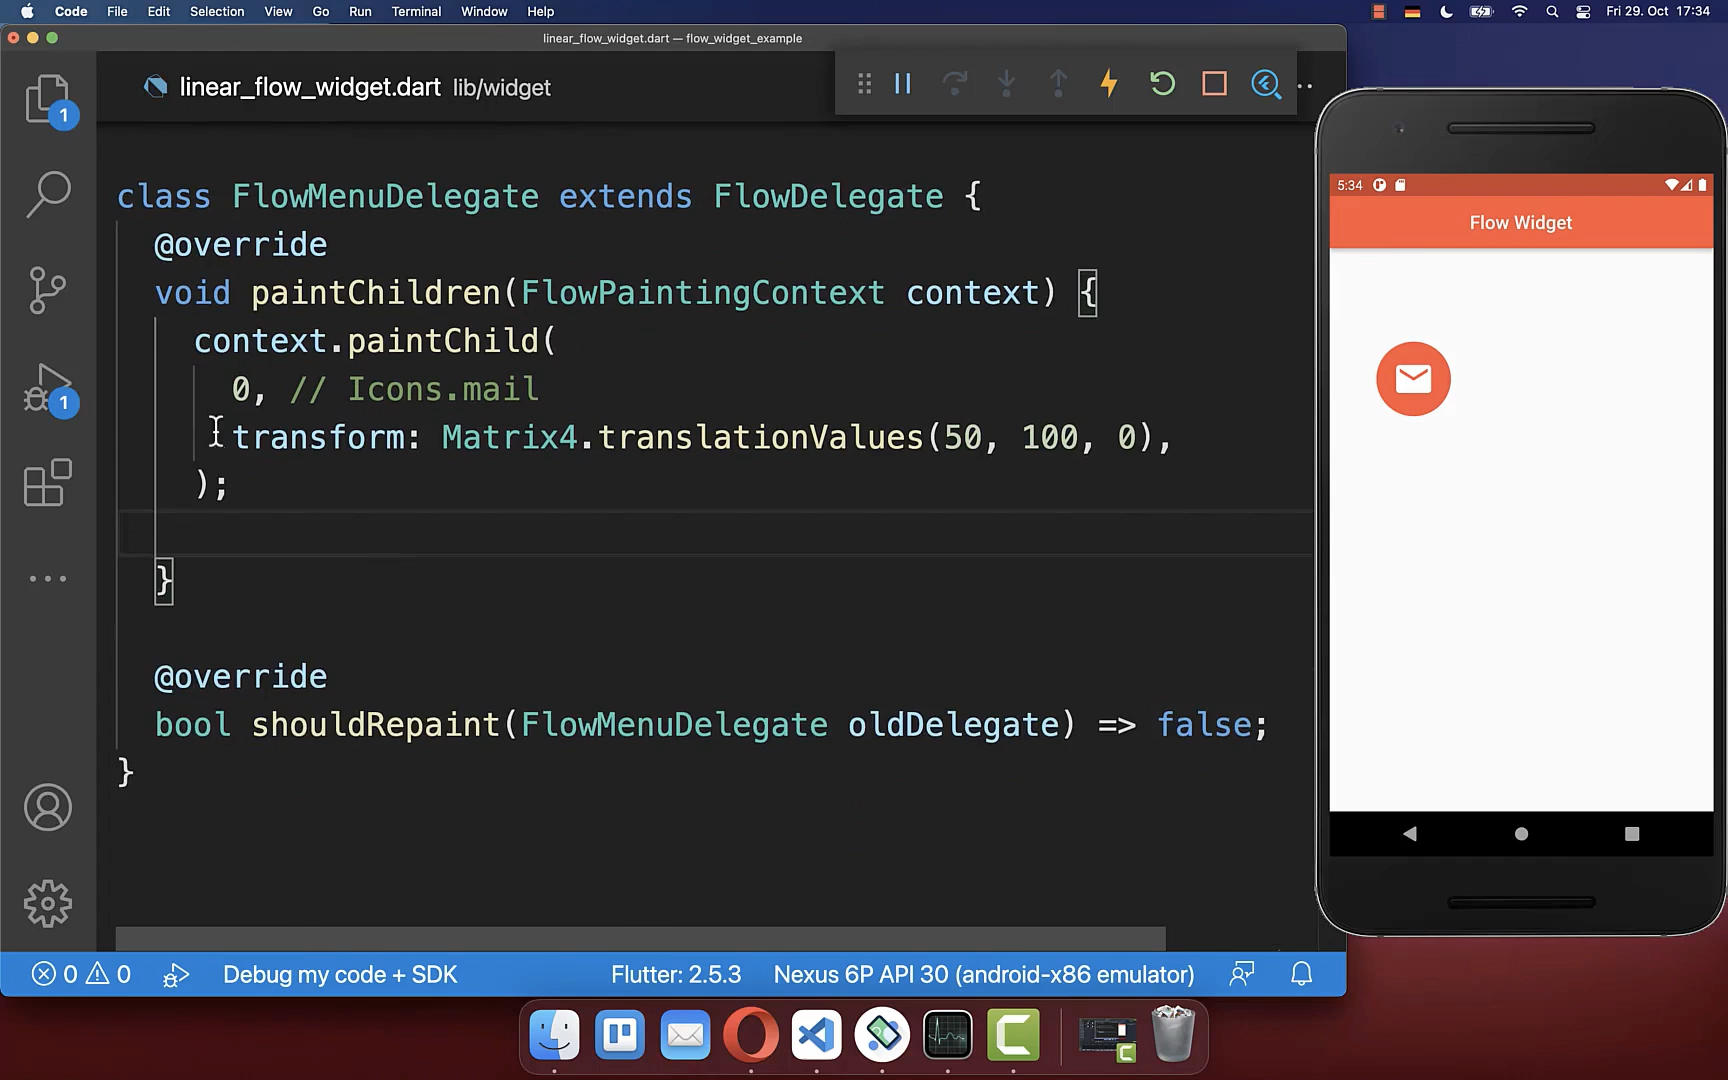 Code File Edit Selection View Go Run Terminal Window Help Fri 29. Oct 17:34
linear_flow_widget.dart — flow_widget_example
linear_flow_widget.dart lib/widget
1
class FlowMenuDelegate extends FlowDelegate {
@override
void paintChildren(FlowPaintingContext context) {
context.paintChild(
0, // Icons.mail
transform: Matrix4.translationValues(50, 100, 0),
);
}
@override
bool shouldRepaint(FlowMenuDelegate oldDelegate) => false;
}
1
5:34
Flow Widget
0 0 Debug my code + SDK Flutter: 2.5.3 Nexus 6P API 30 (android-x86 emulator)